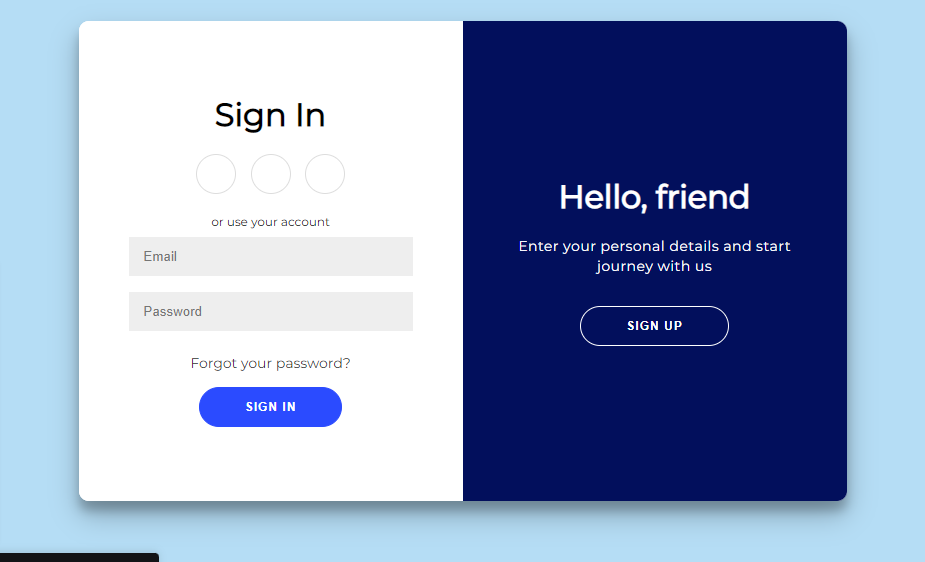 Sign In
or use your account
Email
Password
Forgot your password?
SIGN IN
Hello, friend
Enter your personal details and start
journey with us
SIGN UP